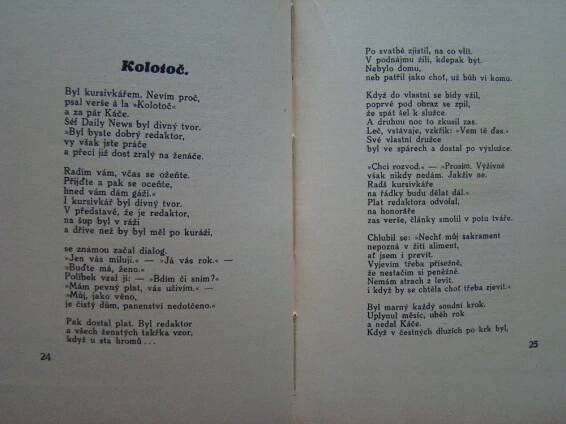 Kolotoč.
Byl kursivkářem. Nevím proč,
psal verše à la »Kolotoč«
a za pár Káče.
Šéf Daily News byl divný tvor.
»Byl byste dobrý redaktor,
vy však jste práče
a přeci již dost zralý na ženáče.
Radím vám, včas se ožeňte.
Přijďte a pak se oceňte,
hned vám dám gáži.«
I kursivkář byl divný tvor.
V představě, že je redaktor,
na šup byl v ráži
a dříve než by byl měl po kuráži,
se známou začal dialog.
»Jen vás miluji.« — »Já vás rok.« —
»Buďte má, ženo.«
Polibek vzal jí: — »Bdím či sním?«
»Mám pevný plat, vás uživím.« —
»Můj, jako věno,
je čistý dům, panenství nedotčeno.«
Pak dostal plat. Byl redaktor
a všech ženatých takřka vzor,
když u sta hromů . . .
24
Po svatbě zjistil, na co vlít.
V podnájmu žili, kdepak byt.
Nebylo domu,
neb patřil jako choť, už bůh ví komu.
Když do vlastní se bídy vžil,
poprvé pod obraz se zpil,
že spát šel k služce.
A druhou noc to zkusil zas.
Leč, vstávaje, vzkřik: »Vem tě ďas.«
Své vlastní družce
byl ve spárech a dostal po výslužce.
»Chci rozvod.« — »Prosím. Výživné
však nikdy nedám. Jakživ ne.
Radš kursivkáře
na řádky budu dělat dál.«
Plat redaktora odvolal,
na honoráře
zas verše, články smolil v potu tváře.
Chlubil se: »Nechť můj sakrament
nepozná v žití aliment,
ať jsem i prevít.
Vyjevím třeba přísežně,
že nestačím si peněžně.
Nemám strach z levit,
i když by se chtěla choť třeba zjevit.«
Byl marný každý soudní krok.
Uplynul měsíc, uběh rok
a nedal Káče.
Když v čestných dluzích po krk byl,
25